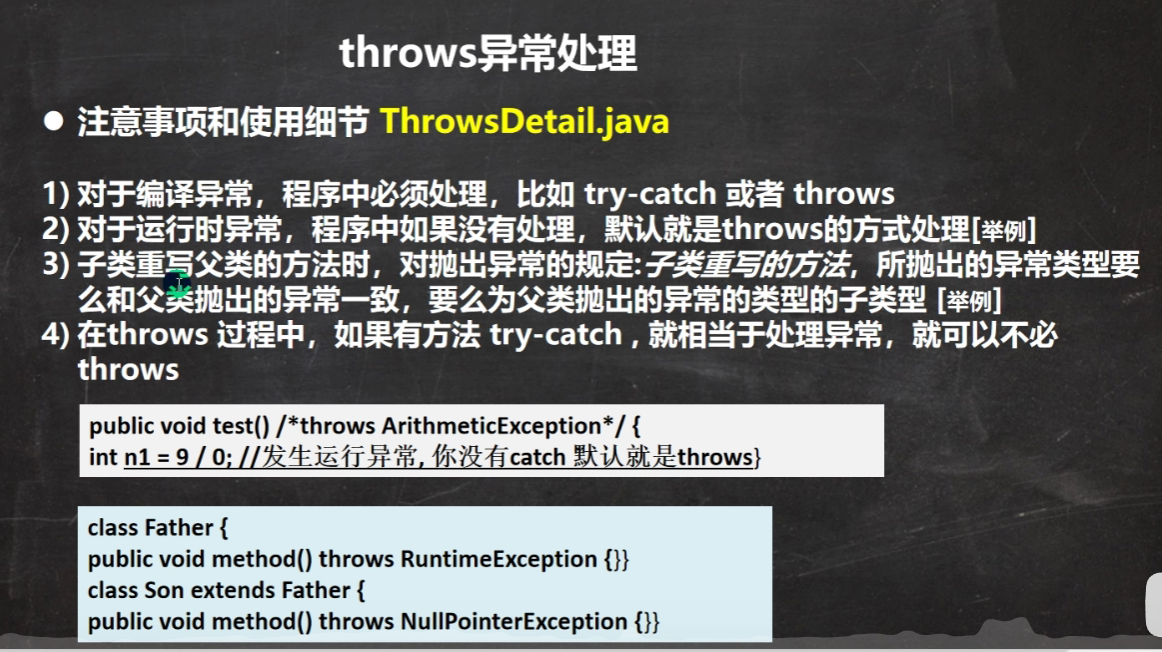 throws异常处理
● 注意事项和使用细节 ThrowsDetail.java
1) 对于编译异常，程序中必须处理，比如 try-catch 或者 throws
2) 对于运行时异常，程序中如果没有处理，默认就是throws的方式处理[举例]
3) 子类重写父类的方法时，对抛出异常的规定:子类重写的方法，所抛出的异常类型要
么和父类抛出的异常一致，要么为父类抛出的异常的类型的子类型 [举例]
4) 在throws 过程中，如果有方法 try-catch , 就相当于处理异常，就可以不必
throws
public void test() /*throws ArithmeticException*/ {
int n1 = 9 / 0; //发生运行异常, 你没有catch 默认就是throws}
class Father {
public void method() throws RuntimeException {}}
class Son extends Father {
public void method() throws NullPointerException {}}